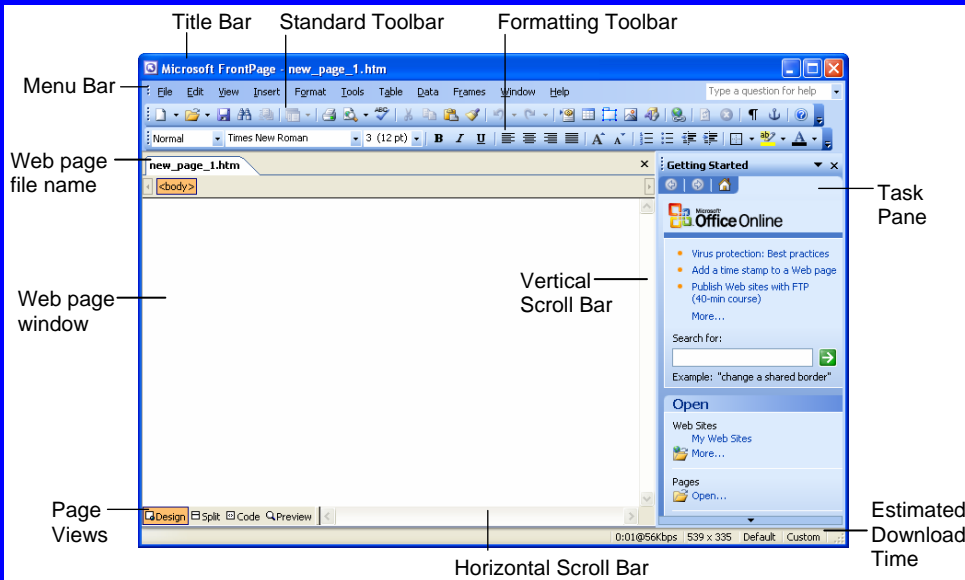 Title Bar
Standard Toolbar
Formatting Toolbar
Microsoft FrontPage - new_page_1.htm
Menu Bar
File Edit View Insert Format Tools Table Data Frames Window Help
Type a question for help
Normal
Times New Roman
3 (12 pt)
B I U
Web page
file name
new_page_1.htm
<body>
Getting Started
Task
Pane
Microsoft
Office Online
Virus protection: Best practices
Add a time stamp to a Web page
Publish Web sites with FTP
(40-min course)
More...
Vertical
Scroll Bar
Web page
window
Search for:
Example: "change a shared border"
Open
Web Sites
My Web Sites
More...
Pages
Open...
Page
Views
Design Split Code Preview
0:01@56Kbps 539 x 335 Default Custom
Estimated
Download
Time
Horizontal Scroll Bar